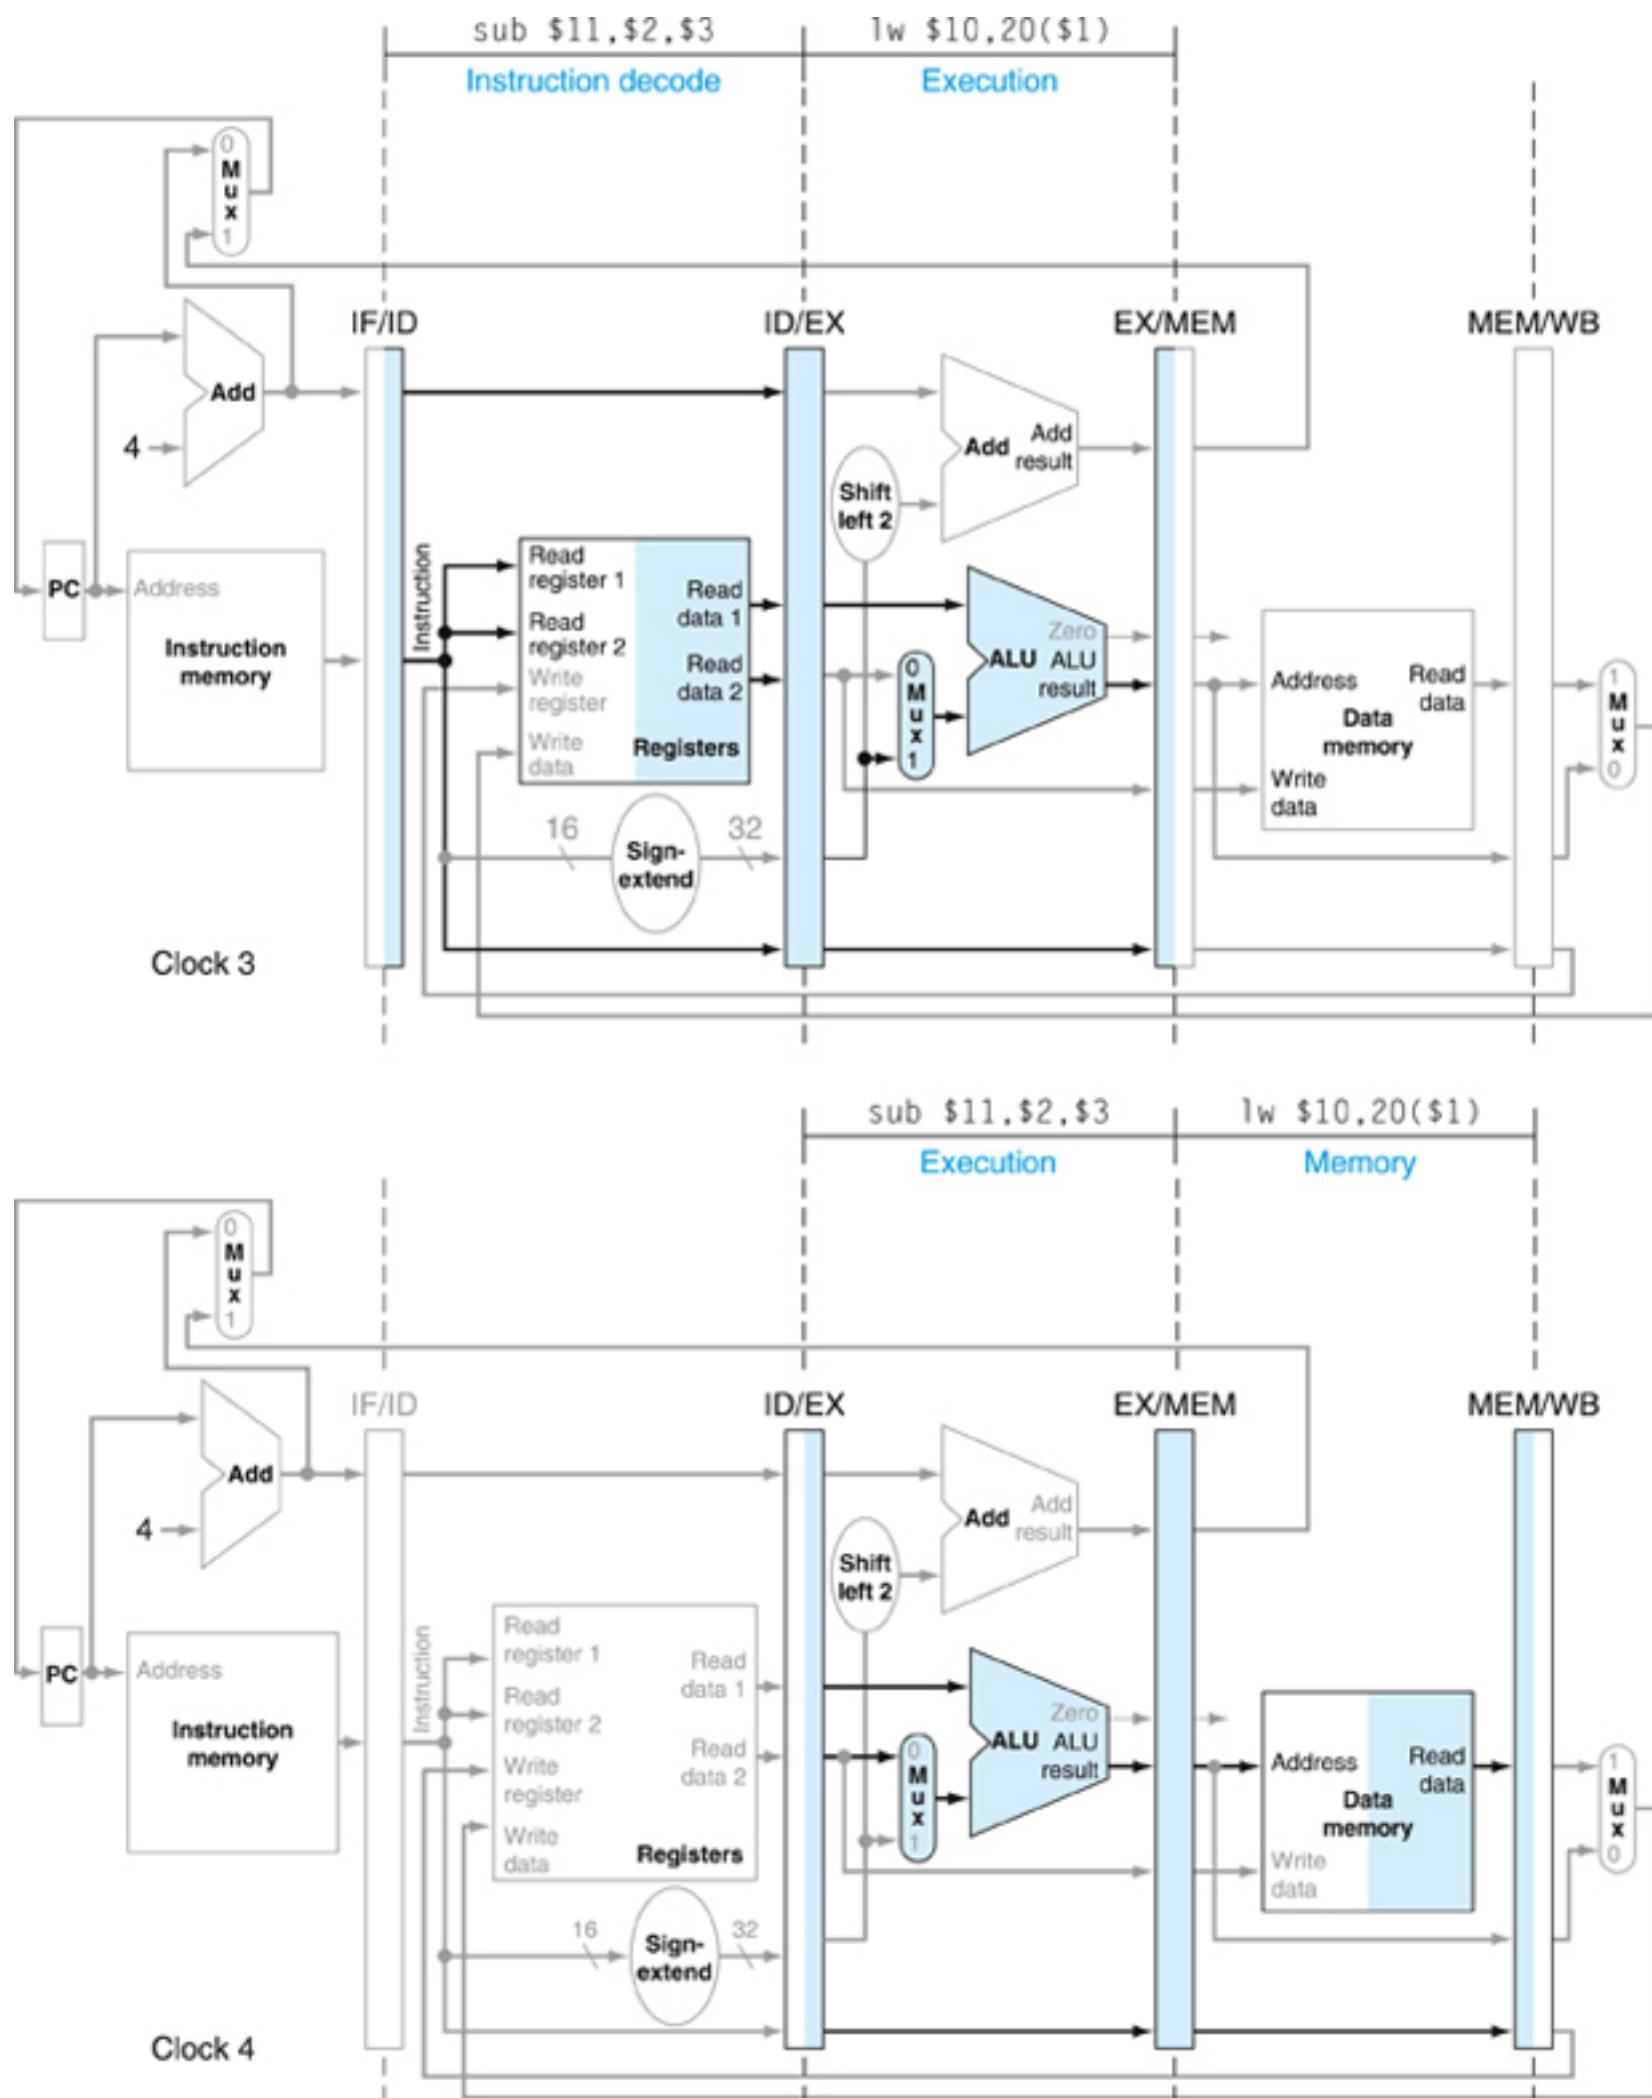 sub $11,$2,$3
lw $10,20($1)
Instruction decode
Execution
0
Mux
1
IF/ID
ID/EX
EX/MEM
MEM/WB
Add
4
Add
Add
result
Shift
left 2
PC
Address
Instruction
memory
Instruction
Read
register 1
Read
register 2
Write
register
Write
data
Read
data 1
Read
data 2
Registers
0
Mux
1
Zero
ALU
ALU
result
Address
Read
data
Data
memory
Write
data
1
Mux
0
16
Sign-
extend
32
Clock 3
sub $11,$2,$3
lw $10,20($1)
Execution
Memory
0
Mux
1
IF/ID
ID/EX
EX/MEM
MEM/WB
Add
4
Add
Add
result
Shift
left 2
PC
Address
Instruction
memory
Instruction
Read
register 1
Read
register 2
Write
register
Write
data
Read
data 1
Read
data 2
Registers
0
Mux
1
Zero
ALU
ALU
result
Address
Read
data
Data
memory
Write
data
1
Mux
0
16
Sign-
extend
32
Clock 4